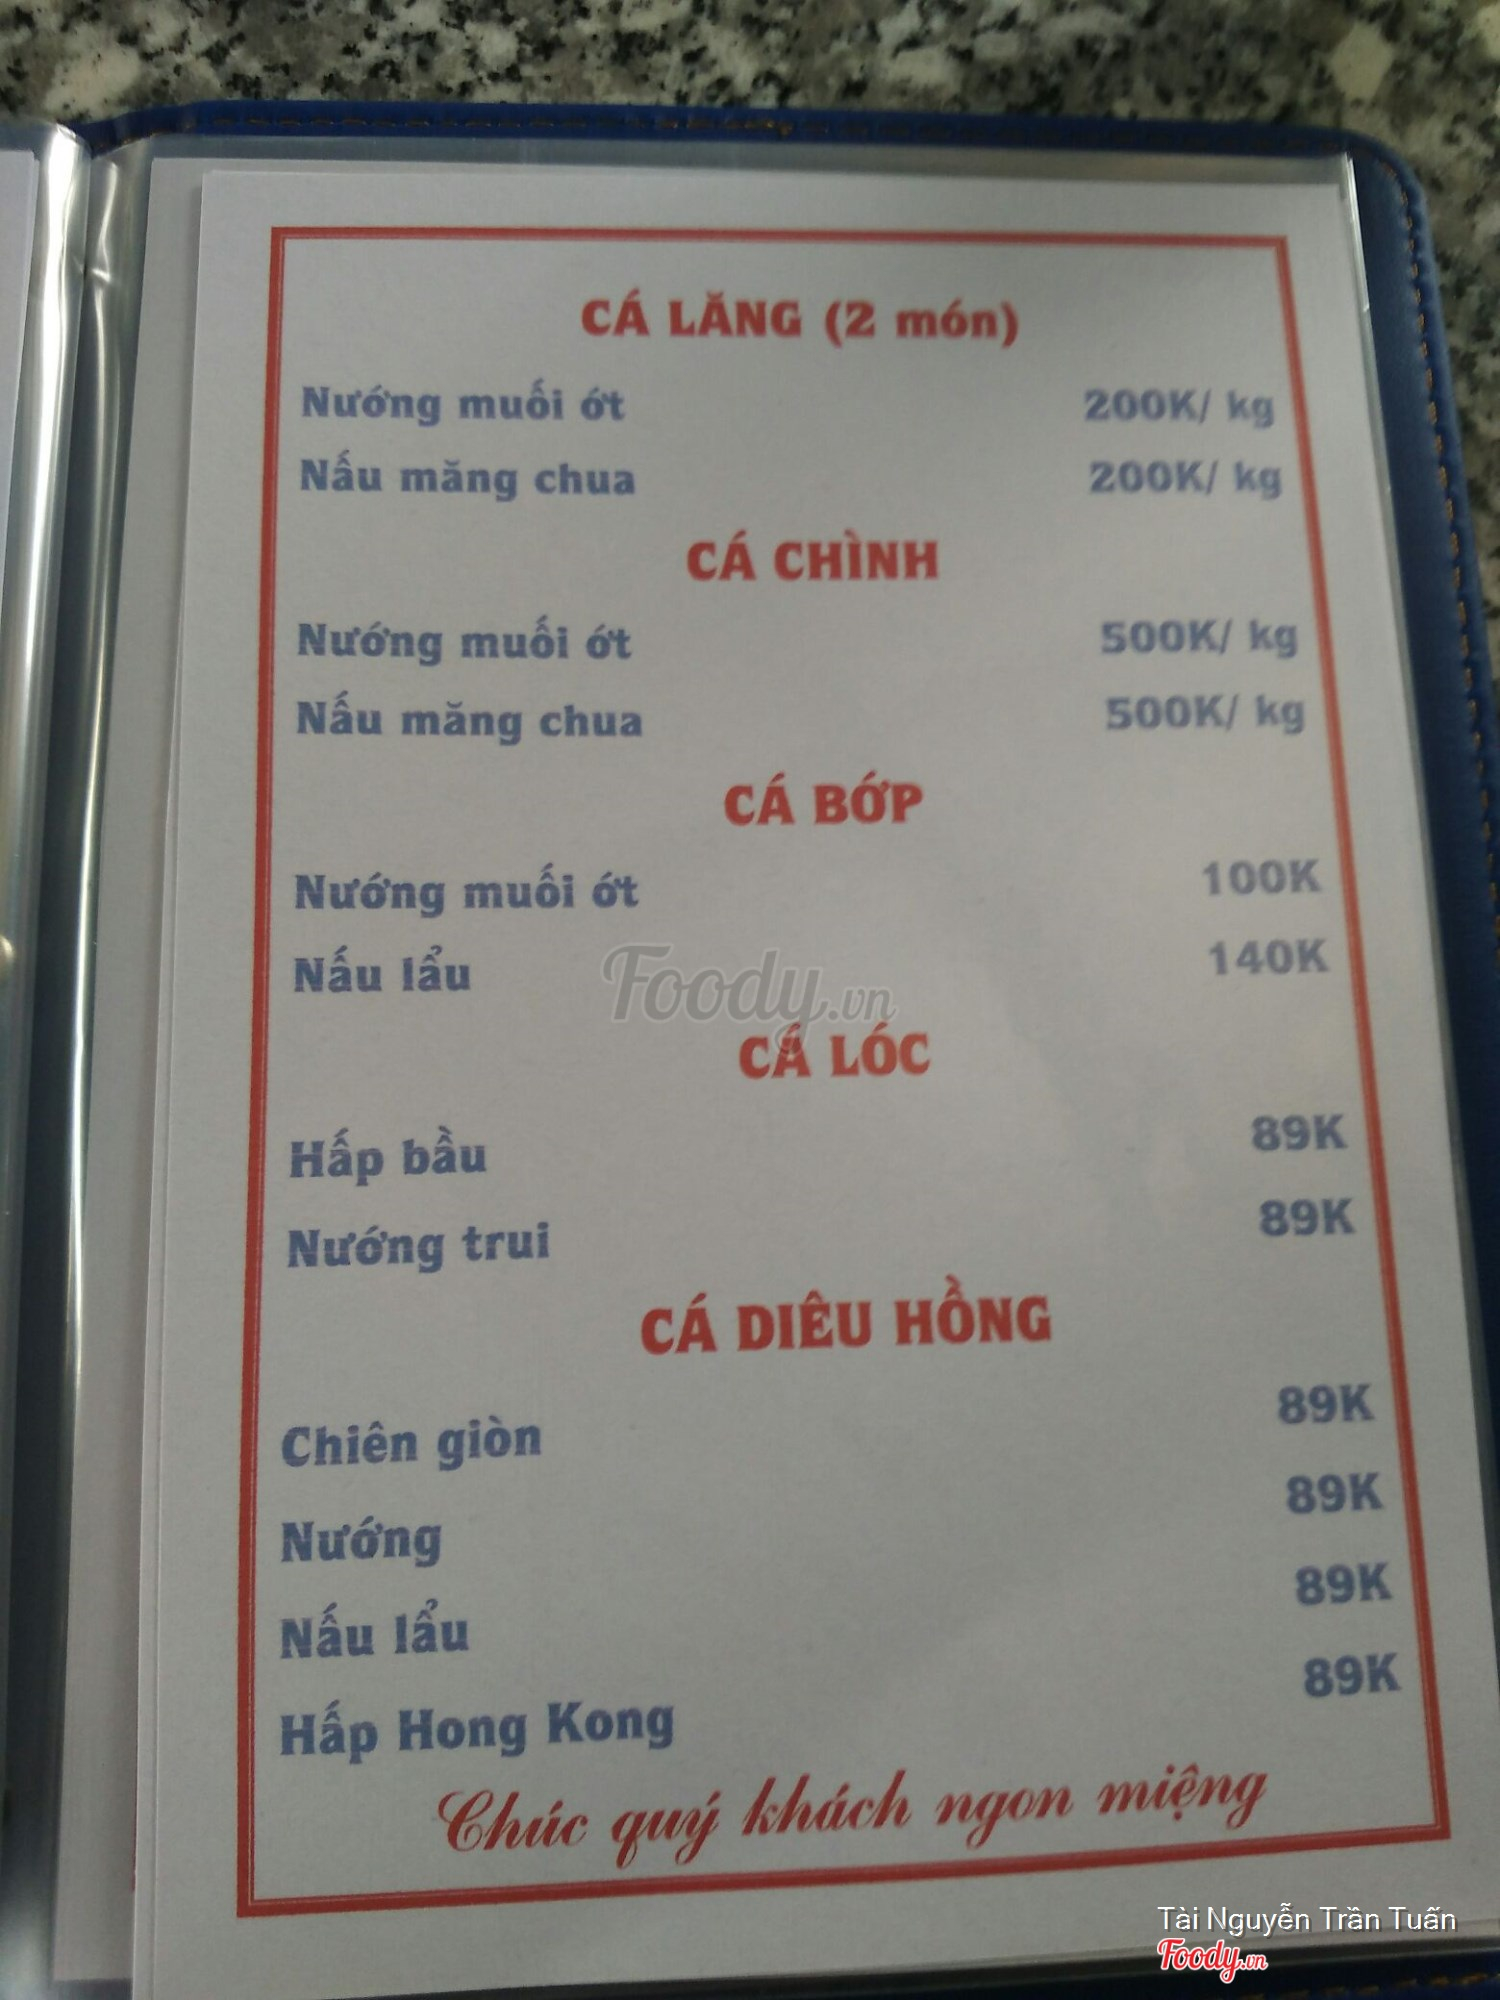 CÁ LĂNG (2 món)
Nướng muối ớt 200K/ kg
Nấu măng chua 200K/ kg
CÁ CHÌNH
Nướng muối ớt 500K/ kg
Nấu măng chua 500K/ kg
CÁ BỚP
Nướng muối ớt 100K
Nấu lẩu 140K
Foody.vn
CÁ LÓC
Hấp bầu 89K
Nướng trui 89K
CÁ DIÊU HỒNG
Chiên giòn 89K
Nướng 89K
Nấu lẩu 89K
Hấp Hong Kong 89K
Chúc quý khách ngon miệng
Tài Nguyễn Trần Tuấn
Foody.vn